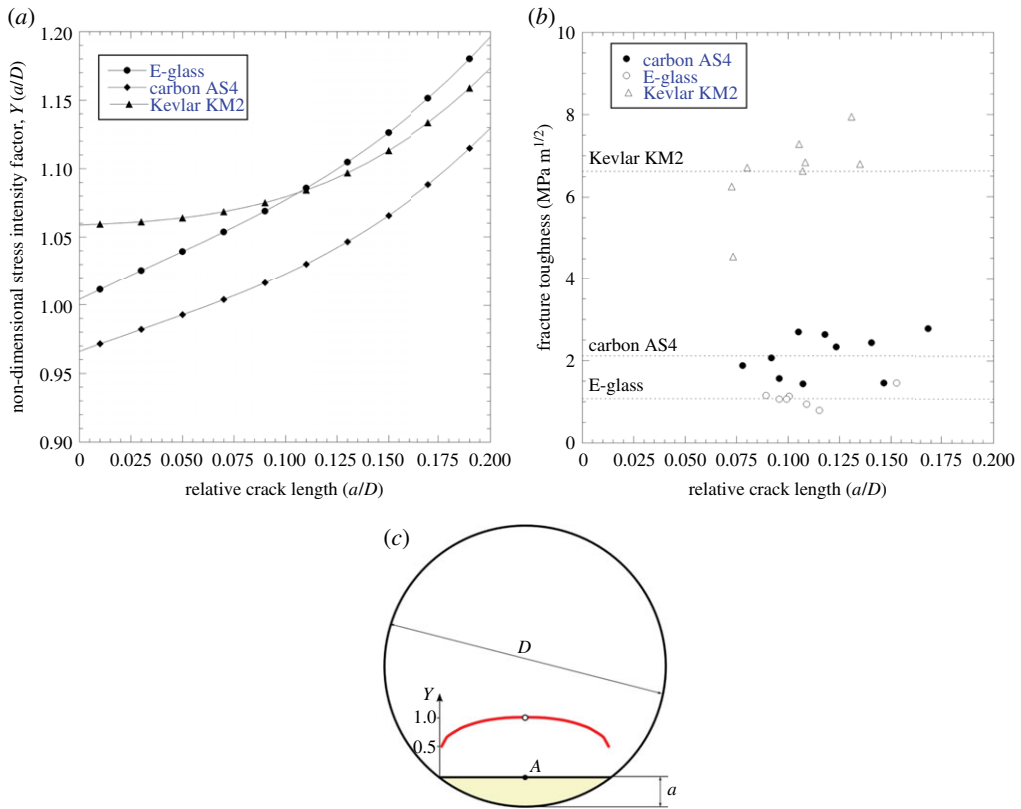 (a)
1.20
1.15
1.10
1.05
1.00
0.95
0.90
non-dimensional stress intensity factor, Y (a/D)
E-glass
carbon AS4
Kevlar KM2
0 0.025 0.050 0.075 0.100 0.125 0.150 0.175 0.200
relative crack length (a/D)
(b)
10
8
6
4
2
0
fracture toughness (MPa m1/2)
carbon AS4
E-glass
Kevlar KM2
Kevlar KM2
carbon AS4
E-glass
0 0.025 0.050 0.075 0.100 0.125 0.150 0.175 0.200
relative crack length (a/D)
(c)
D
Y
1.0
0.5
A
a